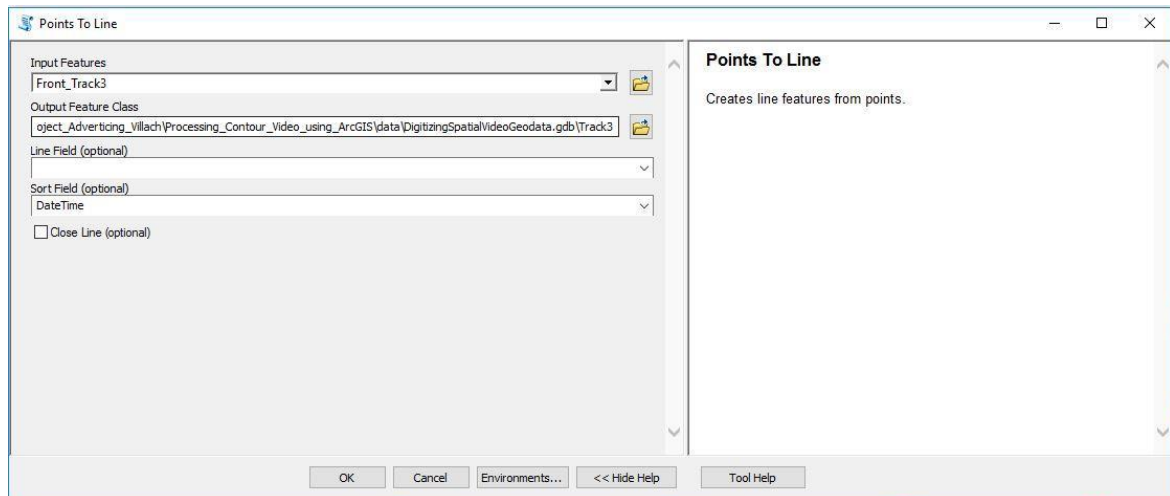 Points To Line
Input Features
Front_Track3
Output Feature Class
oject_Adverticing_Villach\Processing_Contour_Video_using_ArcGIS\data\DigitizingSpatialVideoGeodata.gdb\Track3
Line Field (optional)
Sort Field (optional)
DateTime
Close Line (optional)
Points To Line
Creates line features from points.
OK
Cancel
Environments...
<< Hide Help
Tool Help